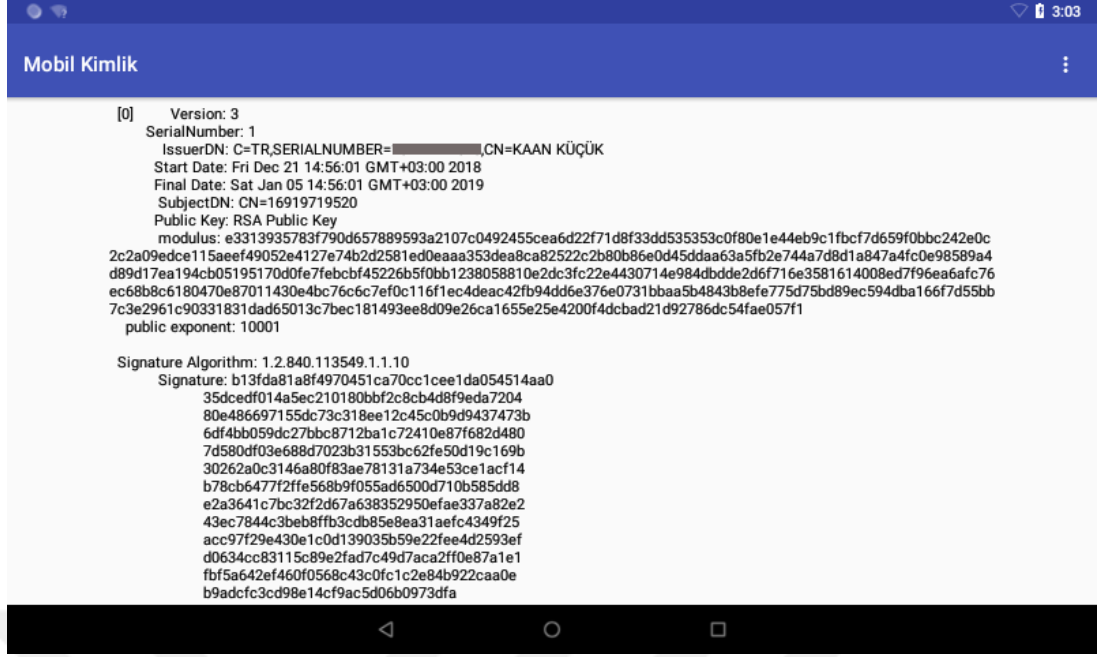 3:03
Mobil Kimlik
[0] Version: 3
SerialNumber: 1
IssuerDN: C=TR,SERIALNUMBER= ,CN=KAAN KÜÇÜK
Start Date: Fri Dec 21 14:56:01 GMT+03:00 2018
Final Date: Sat Jan 05 14:56:01 GMT+03:00 2019
SubjectDN: CN=16919719520
Public Key: RSA Public Key
modulus: e3313935783f790d657889593a2107c0492455cea6d22f71d8f33dd535353c0f80e1e44eb9c1fbcf7d659f0bbc242e0c
2c2a09edce115aeef49052e4127e74b2d2581ed0eaaa353dea8ca82522c2b80b86e0d45ddaa63a5fb2e744a7d8d1a847a4fc0e98589a4
d89d17ea194cb05195170d0fe7febcbf45226b5f0bb1238058810e2dc3fc22e4430714e984dbdde2d6f716e3581614008ed7f96ea6afc76
ec68b8c6180470e87011430e4bc76c6c7ef0c116f1ec4deac42fb94dd6e376e0731bbaa5b4843b8efe775d75bd89ec594dba166f7d55bb
7c3e2961c90331831dad65013c7bec181493ee8d09e26ca1655e25e4200f4dcbad21d92786dc54fae057f1
public exponent: 10001
Signature Algorithm: 1.2.840.113549.1.1.10
Signature: b13fda81a8f4970451ca70cc1cee1da054514aa0
35dcedf014a5ec210180bbf2c8cb4d8f9eda7204
80e486697155dc73c318ee12c45c0b9d9437473b
6df4bb059dc27bbc8712ba1c72410e87f682d480
7d580df03e688d7023b31553bc62fe50d19c169b
30262a0c3146a80f83ae78131a734e53ce1acf14
b78cb6477f2ffe568b9f055ad6500d710b585dd8
e2a3641c7bc32f2d67a638352950efae337a82e2
43ec7844c3beb8ffb3cdb85e8ea31aefc4349f25
acc97f29e430e1c0d139035b59e22fee4d2593ef
d0634cc83115c89e2fad7c49d7aca2ff0e87a1e1
fbf5a642ef460f0568c43c0fc1c2e84b922caa0e
b9adcfc3cd98e14cf9ac5d06b0973dfa